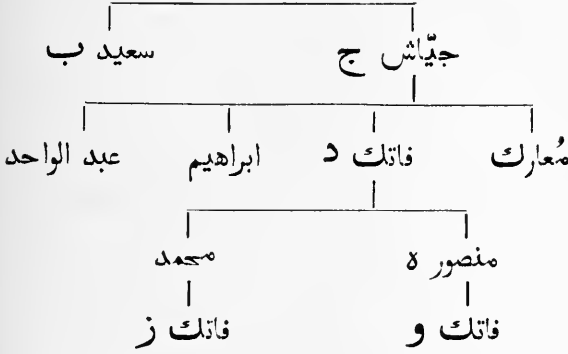 جيّاش ج سعيد ب
مُعارك فاتك د ابراهيم عبد الواحد
منصور ه محمد
فاتك و فاتك ز